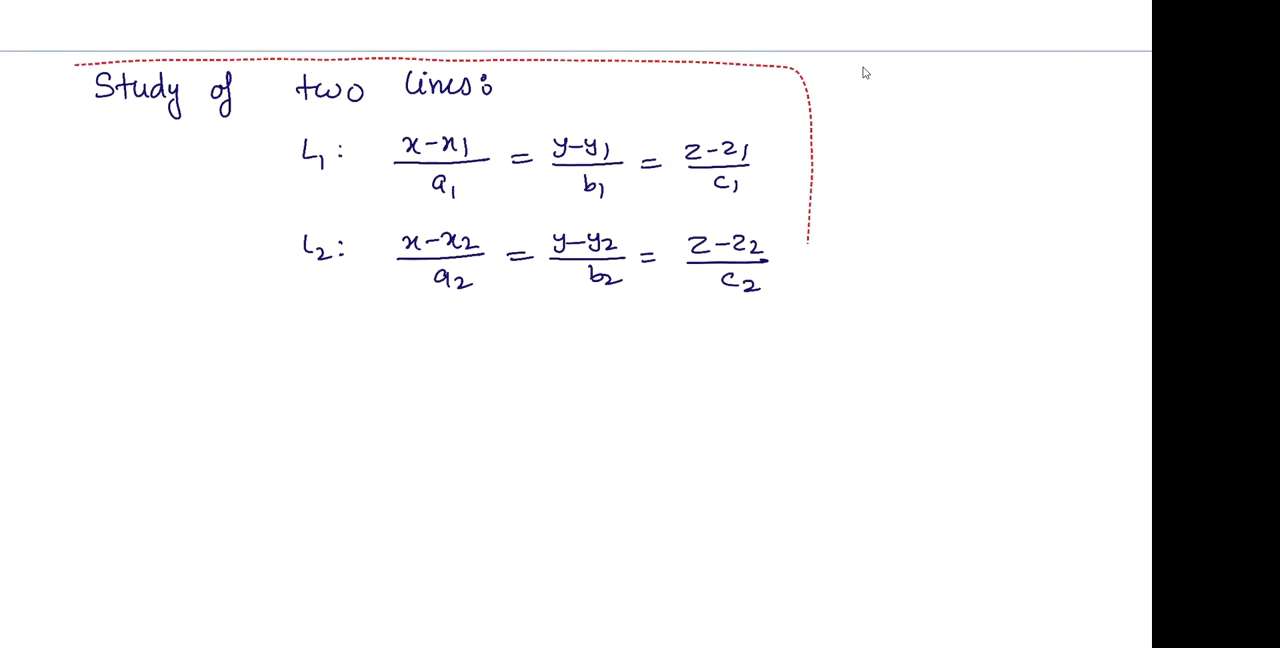 Study of two lines:
L₁: (x-x₁)/a₁ = (y-y₁)/b₁ = (z-z₁)/c₁
L₂: (x-x₂)/a₂ = (y-y₂)/b₂ = (z-z₂)/c₂